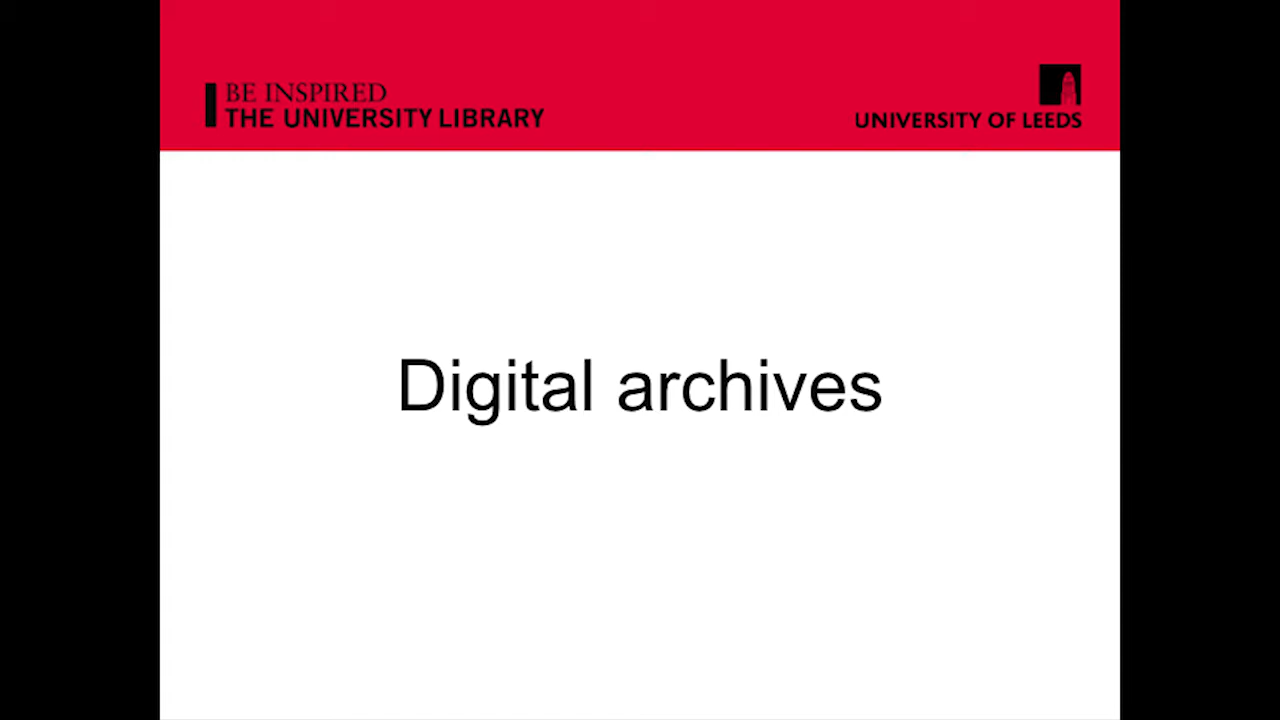 BE INSPIRED
THE UNIVERSITY LIBRARY
UNIVERSITY OF LEEDS
Digital archives